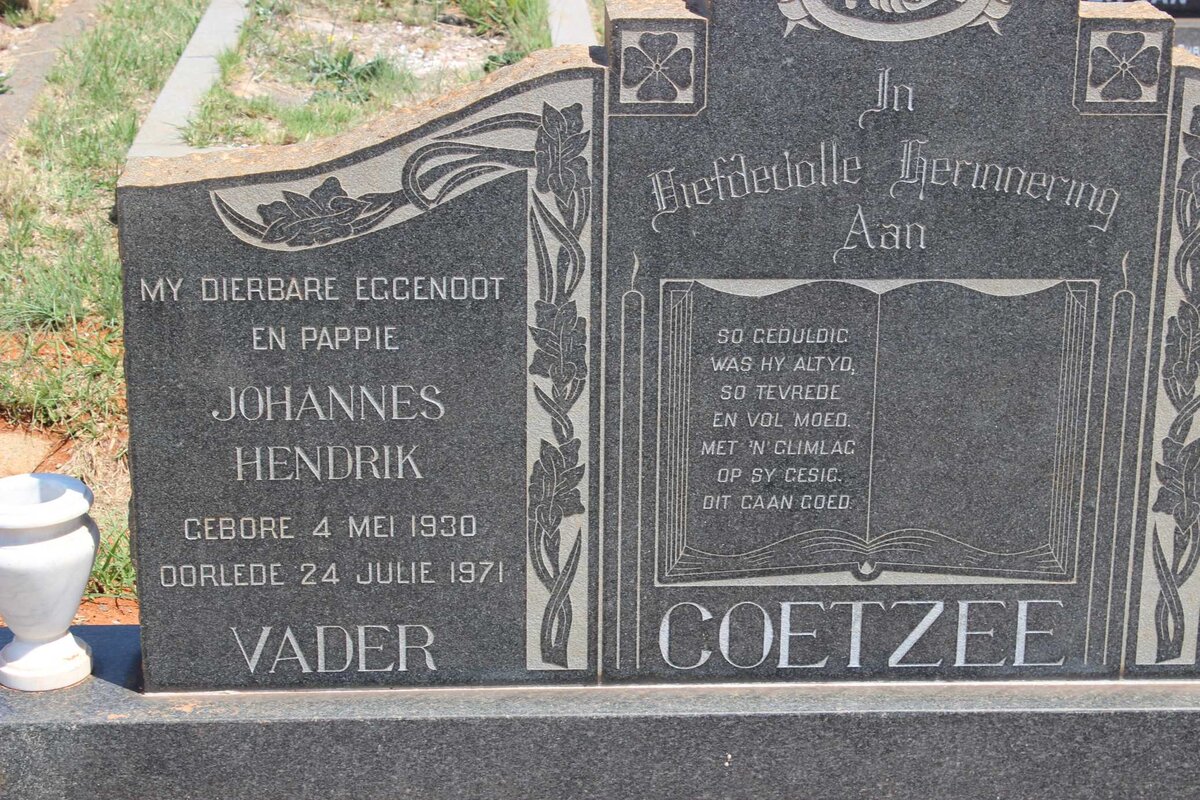 MY DIERBARE EGGENOOT
EN PAPPIE
JOHANNES
HENDRIK
GEBORE 4 MEI 1930
OORLEDE 24 JULIE 1971
VADER
In
Liefdevolle Herinnering
Aan
SO GEDULDIG
WAS HY ALTYD,
SO TEVREDE
EN VOL MOED.
MET 'N' GLIMLAG
OP SY GESIG.
DIT GAAN GOED.
COETZEE